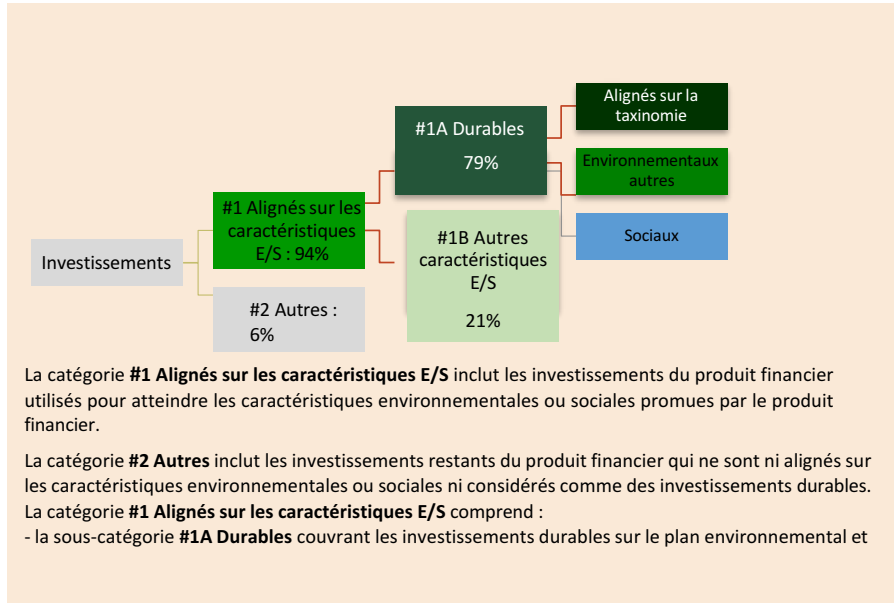 Investissements
#1 Alignés sur les
caractéristiques
E/S : 94%
#2 Autres :
6%
#1A Durables
79%
#1B Autres
caractéristiques
E/S
21%
Alignés sur la
taxinomie
Environnementaux
autres
Sociaux
La catégorie #1 Alignés sur les caractéristiques E/S inclut les investissements du produit financier
utilisés pour atteindre les caractéristiques environnementales ou sociales promues par le produit
financier.
La catégorie #2 Autres inclut les investissements restants du produit financier qui ne sont ni alignés sur
les caractéristiques environnementales ou sociales ni considérés comme des investissements durables.
La catégorie #1 Alignés sur les caractéristiques E/S comprend :
- la sous-catégorie #1A Durables couvrant les investissements durables sur le plan environnemental et